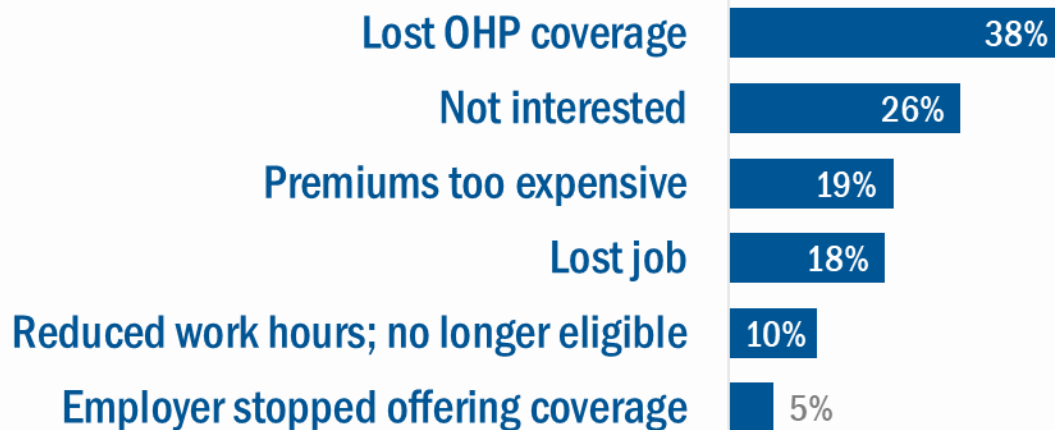 Lost OHP coverage 38%
Not interested 26%
Premiums too expensive 19%
Lost job 18%
Reduced work hours; no longer eligible 10%
Employer stopped offering coverage 5%